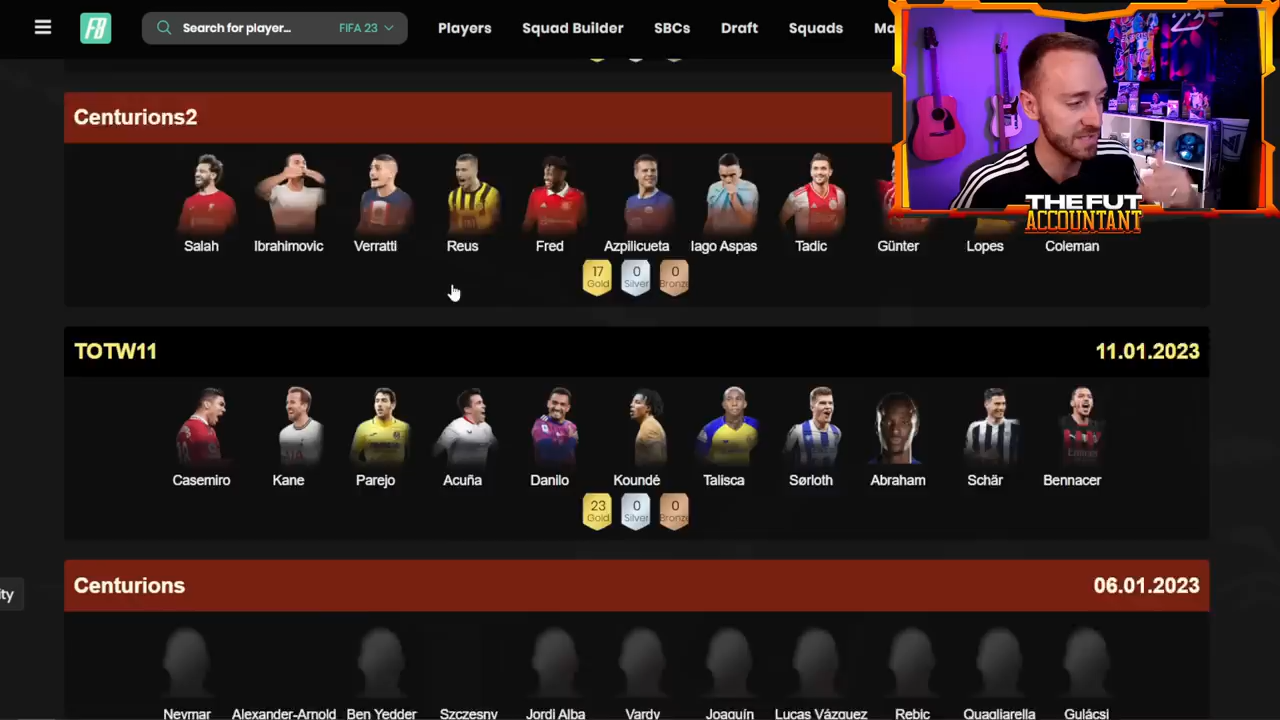 F8
Search for player...
FIFA 23
Players
Squad Builder
SBCs
Draft
Squads
Ma
THE FUT
ACCOUNTANT
Centurions2
Salah
Ibrahimovic
Verratti
Reus
Fred
Azpilicueta
Iago Aspas
Tadic
Günter
Lopes
Coleman
17
Gold
0
Silver
0
Bronze
TOTW11
11.01.2023
Casemiro
Kane
Parejo
Acuña
Danilo
Koundé
Talisca
Sørloth
Abraham
Schär
Bennacer
23
Gold
0
Silver
0
Bronze
Centurions
06.01.2023
ity
Neymar
Alexander-Arnold
Ben Yedder
Szczesny
Jordi Alba
Vardy
Joaquín
Lucas Vázquez
Rebic
Quagliarella
Gulácsi